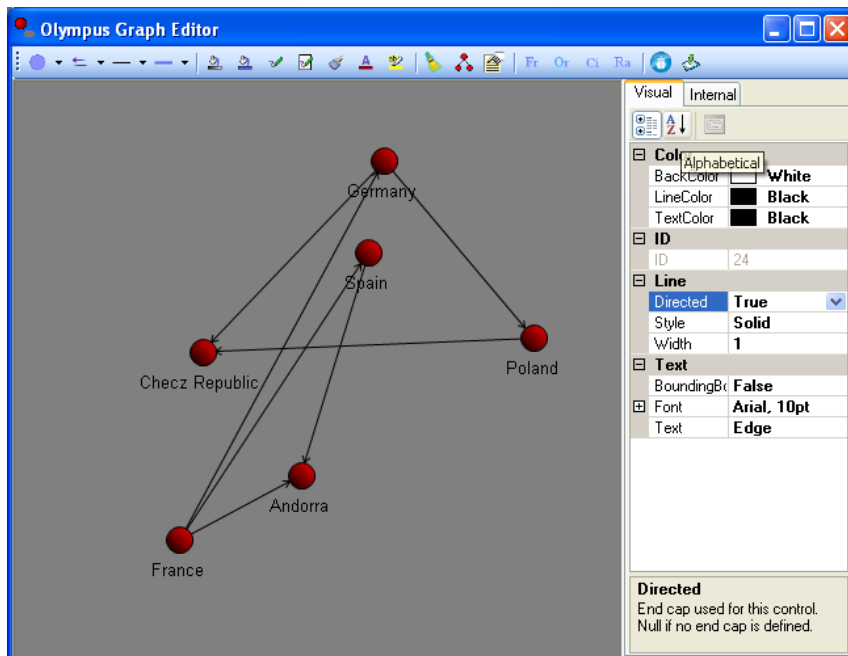 Olympus Graph Editor
Fr Or Ci Ra
Visual Internal
Germany
Spain
Checz Republic
Poland
Andorra
France
Alphabetical
BackColor White
LineColor Black
TextColor Black
ID
ID 24
Line
Directed True
Style Solid
Width 1
Text
BoundingBo False
Font Arial, 10pt
Text Edge
Directed
End cap used for this control.
Null if no end cap is defined.